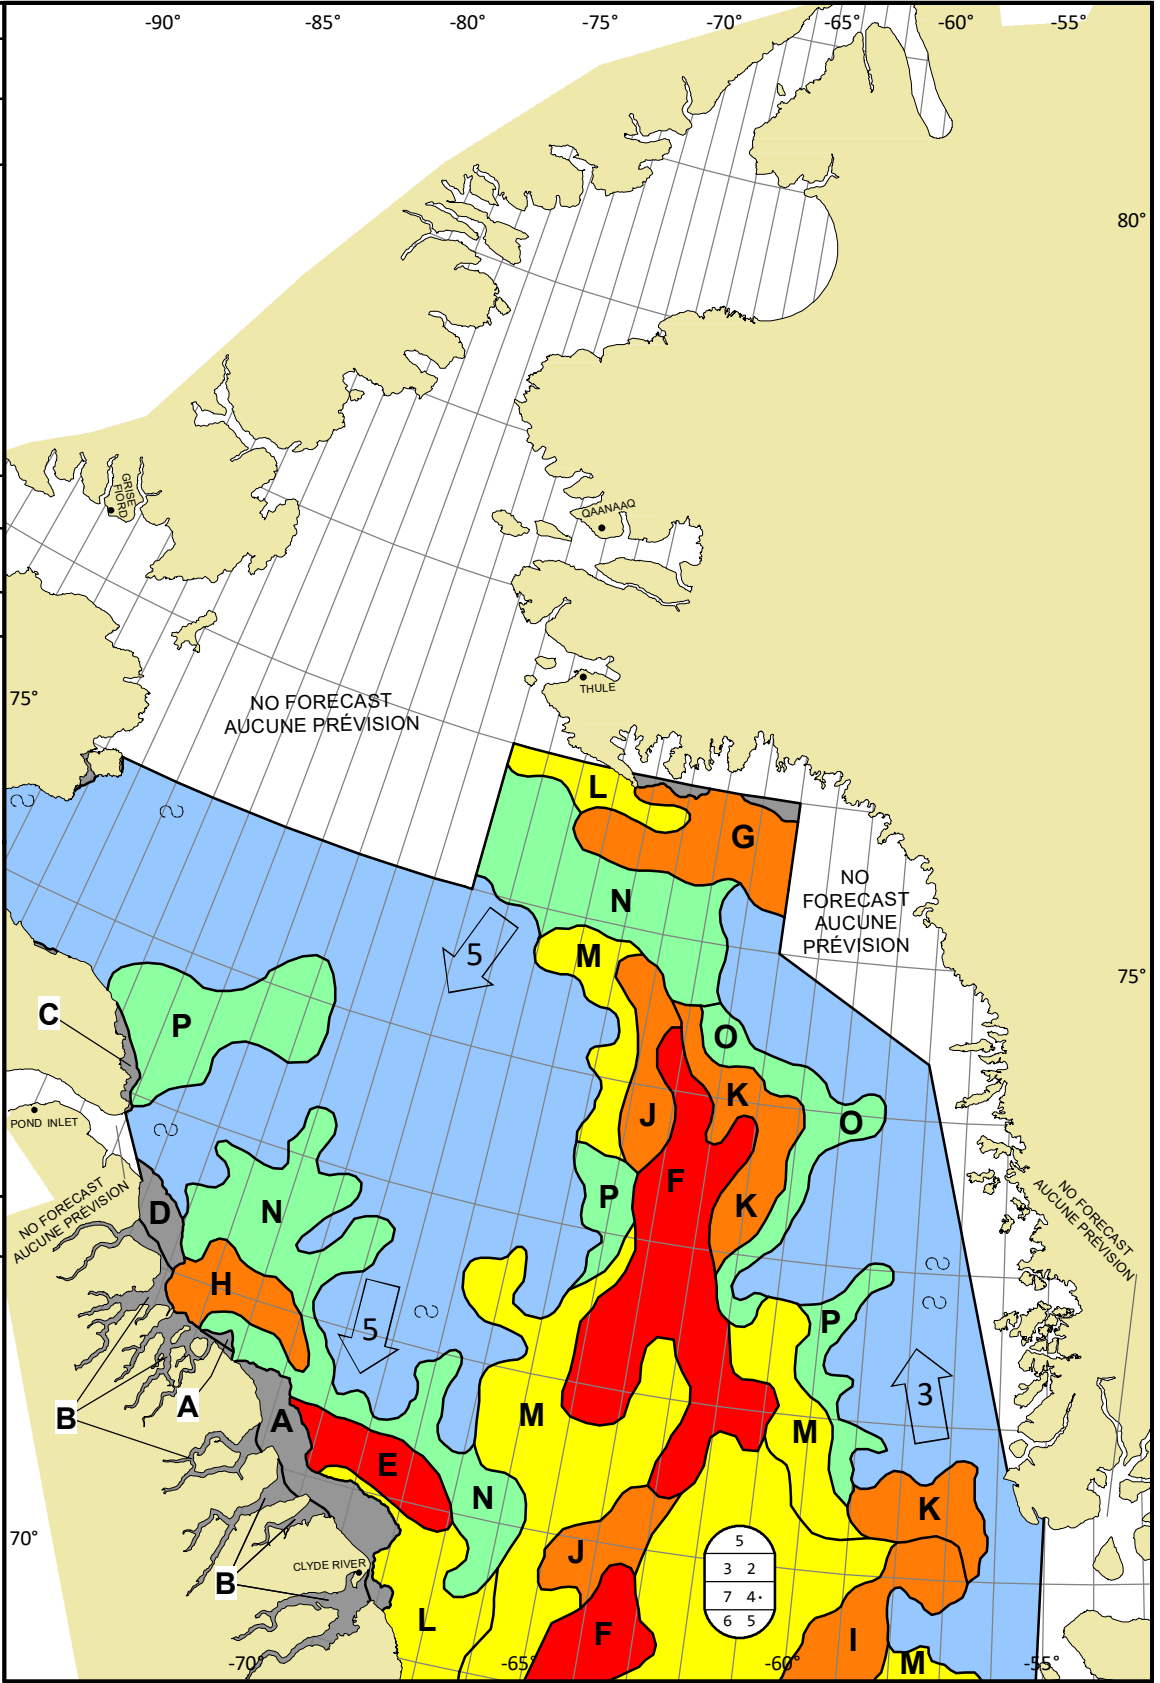 -90° -85° -80° -75° -70° -65° -60° -55°
80°
GRISE
FIORD
QAANAAQ
THULE
75°
NO FORECAST
AUCUNE PRÉVISION
L
G
NO
FORECAST
AUCUNE
PRÉVISION
N
5
M
75°
C
P
O
K
J
O
POND INLET
F
NO FORECAST
AUCUNE PRÉVISION
NO FORECAST
AUCUNE PRÉVISION
D
N
P
K
H
5
P
3
A
B
A
M
M
E
N
K
70°
5
3 2
7 4·
6 5
J
CLYDE RIVER
B
L
F
I
M
-70° -65° -60° -55°